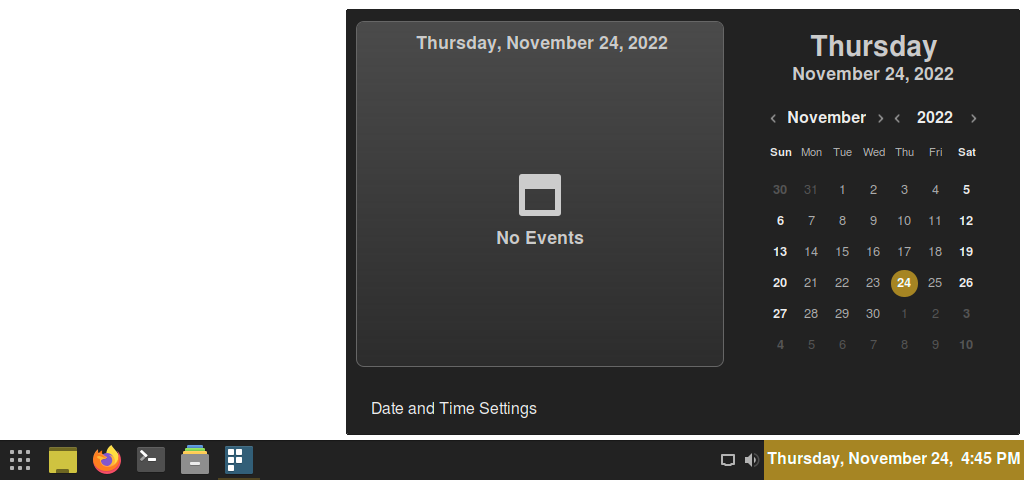 Thursday, November 24, 2022
No Events
Date and Time Settings
Thursday
November 24, 2022
‹ November › ‹ 2022 ›
Sun Mon Tue Wed Thu Fri Sat
30 31 1 2 3 4 5
6 7 8 9 10 11 12
13 14 15 16 17 18 19
20 21 22 23 24 25 26
27 28 29 30 1 2 3
4 5 6 7 8 9 10
Thursday, November 24, 4:45 PM